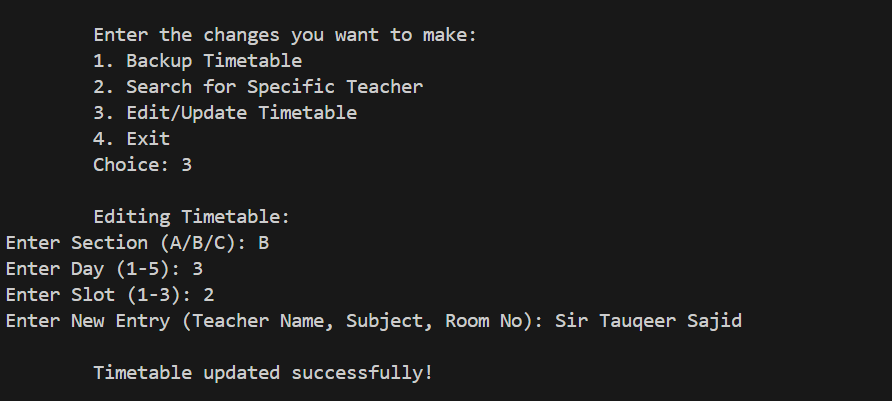 Enter the changes you want to make:
1. Backup Timetable
2. Search for Specific Teacher
3. Edit/Update Timetable
4. Exit
Choice: 3
Editing Timetable:
Enter Section (A/B/C): B
Enter Day (1-5): 3
Enter Slot (1-3): 2
Enter New Entry (Teacher Name, Subject, Room No): Sir Tauqeer Sajid
Timetable updated successfully!